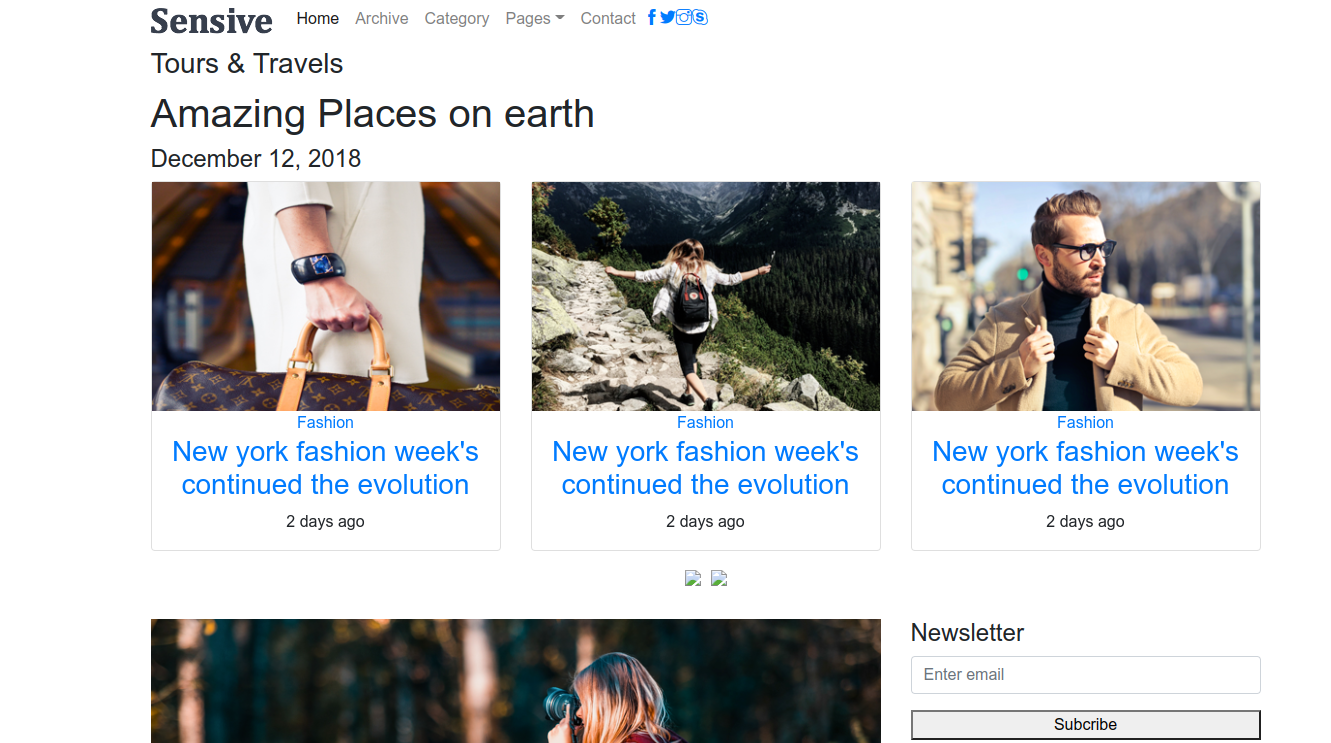 Sensive Home Archive Category Pages Contact
Tours & Travels
Amazing Places on earth
December 12, 2018
Fashion
New york fashion week's
continued the evolution
2 days ago
Fashion
New york fashion week's
continued the evolution
2 days ago
Fashion
New york fashion week's
continued the evolution
2 days ago
Newsletter
Enter email
Subcribe